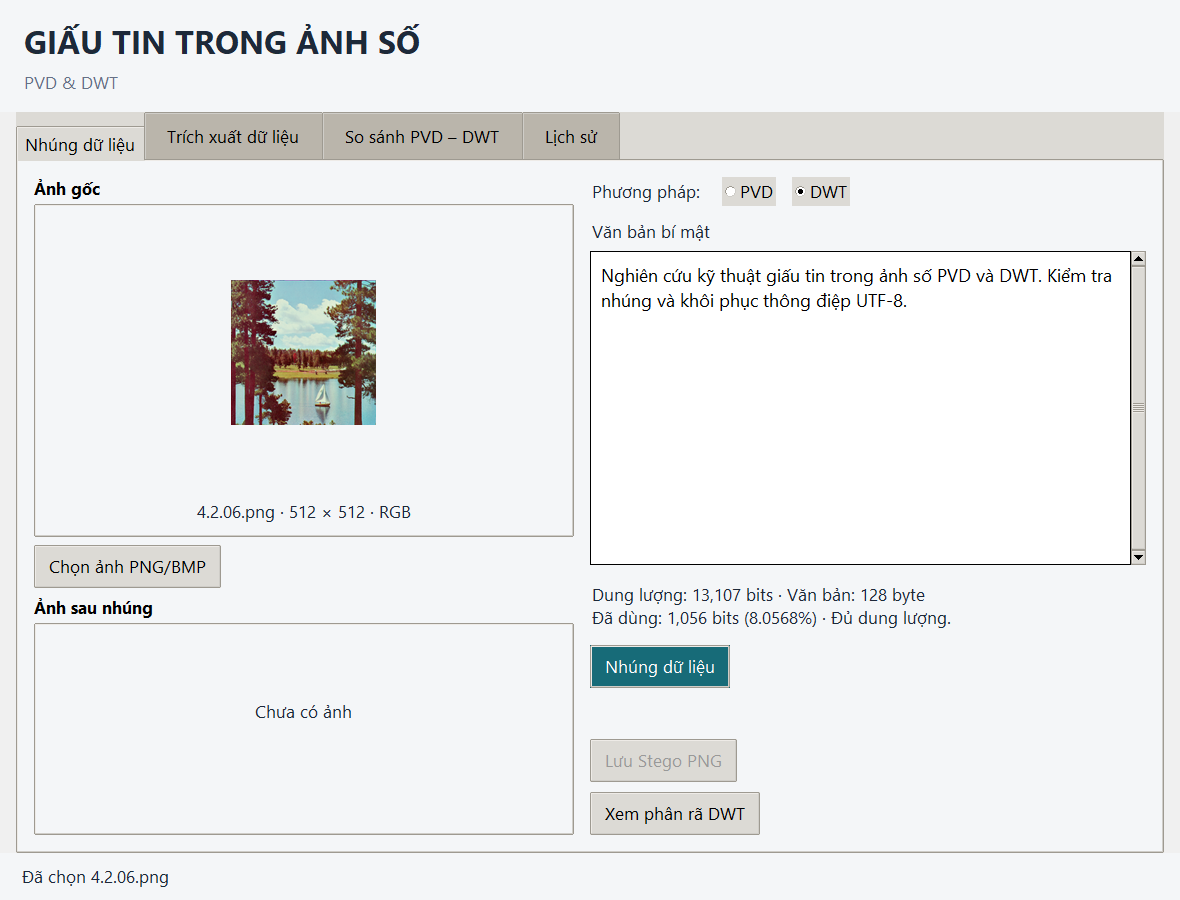 GIẤU TIN TRONG ẢNH SỐ
PVD & DWT
Nhúng dữ liệu
Trích xuất dữ liệu
So sánh PVD – DWT
Lịch sử
Ảnh gốc
4.2.06.png · 512 × 512 · RGB
Chọn ảnh PNG/BMP
Ảnh sau nhúng
Chưa có ảnh
Phương pháp:
PVD
DWT
Văn bản bí mật
Nghiên cứu kỹ thuật giấu tin trong ảnh số PVD và DWT. Kiểm tra
nhúng và khôi phục thông điệp UTF-8.
Dung lượng: 13,107 bits · Văn bản: 128 byte
Đã dùng: 1,056 bits (8.0568%) · Đủ dung lượng.
Nhúng dữ liệu
Lưu Stego PNG
Xem phân rã DWT
Đã chọn 4.2.06.png